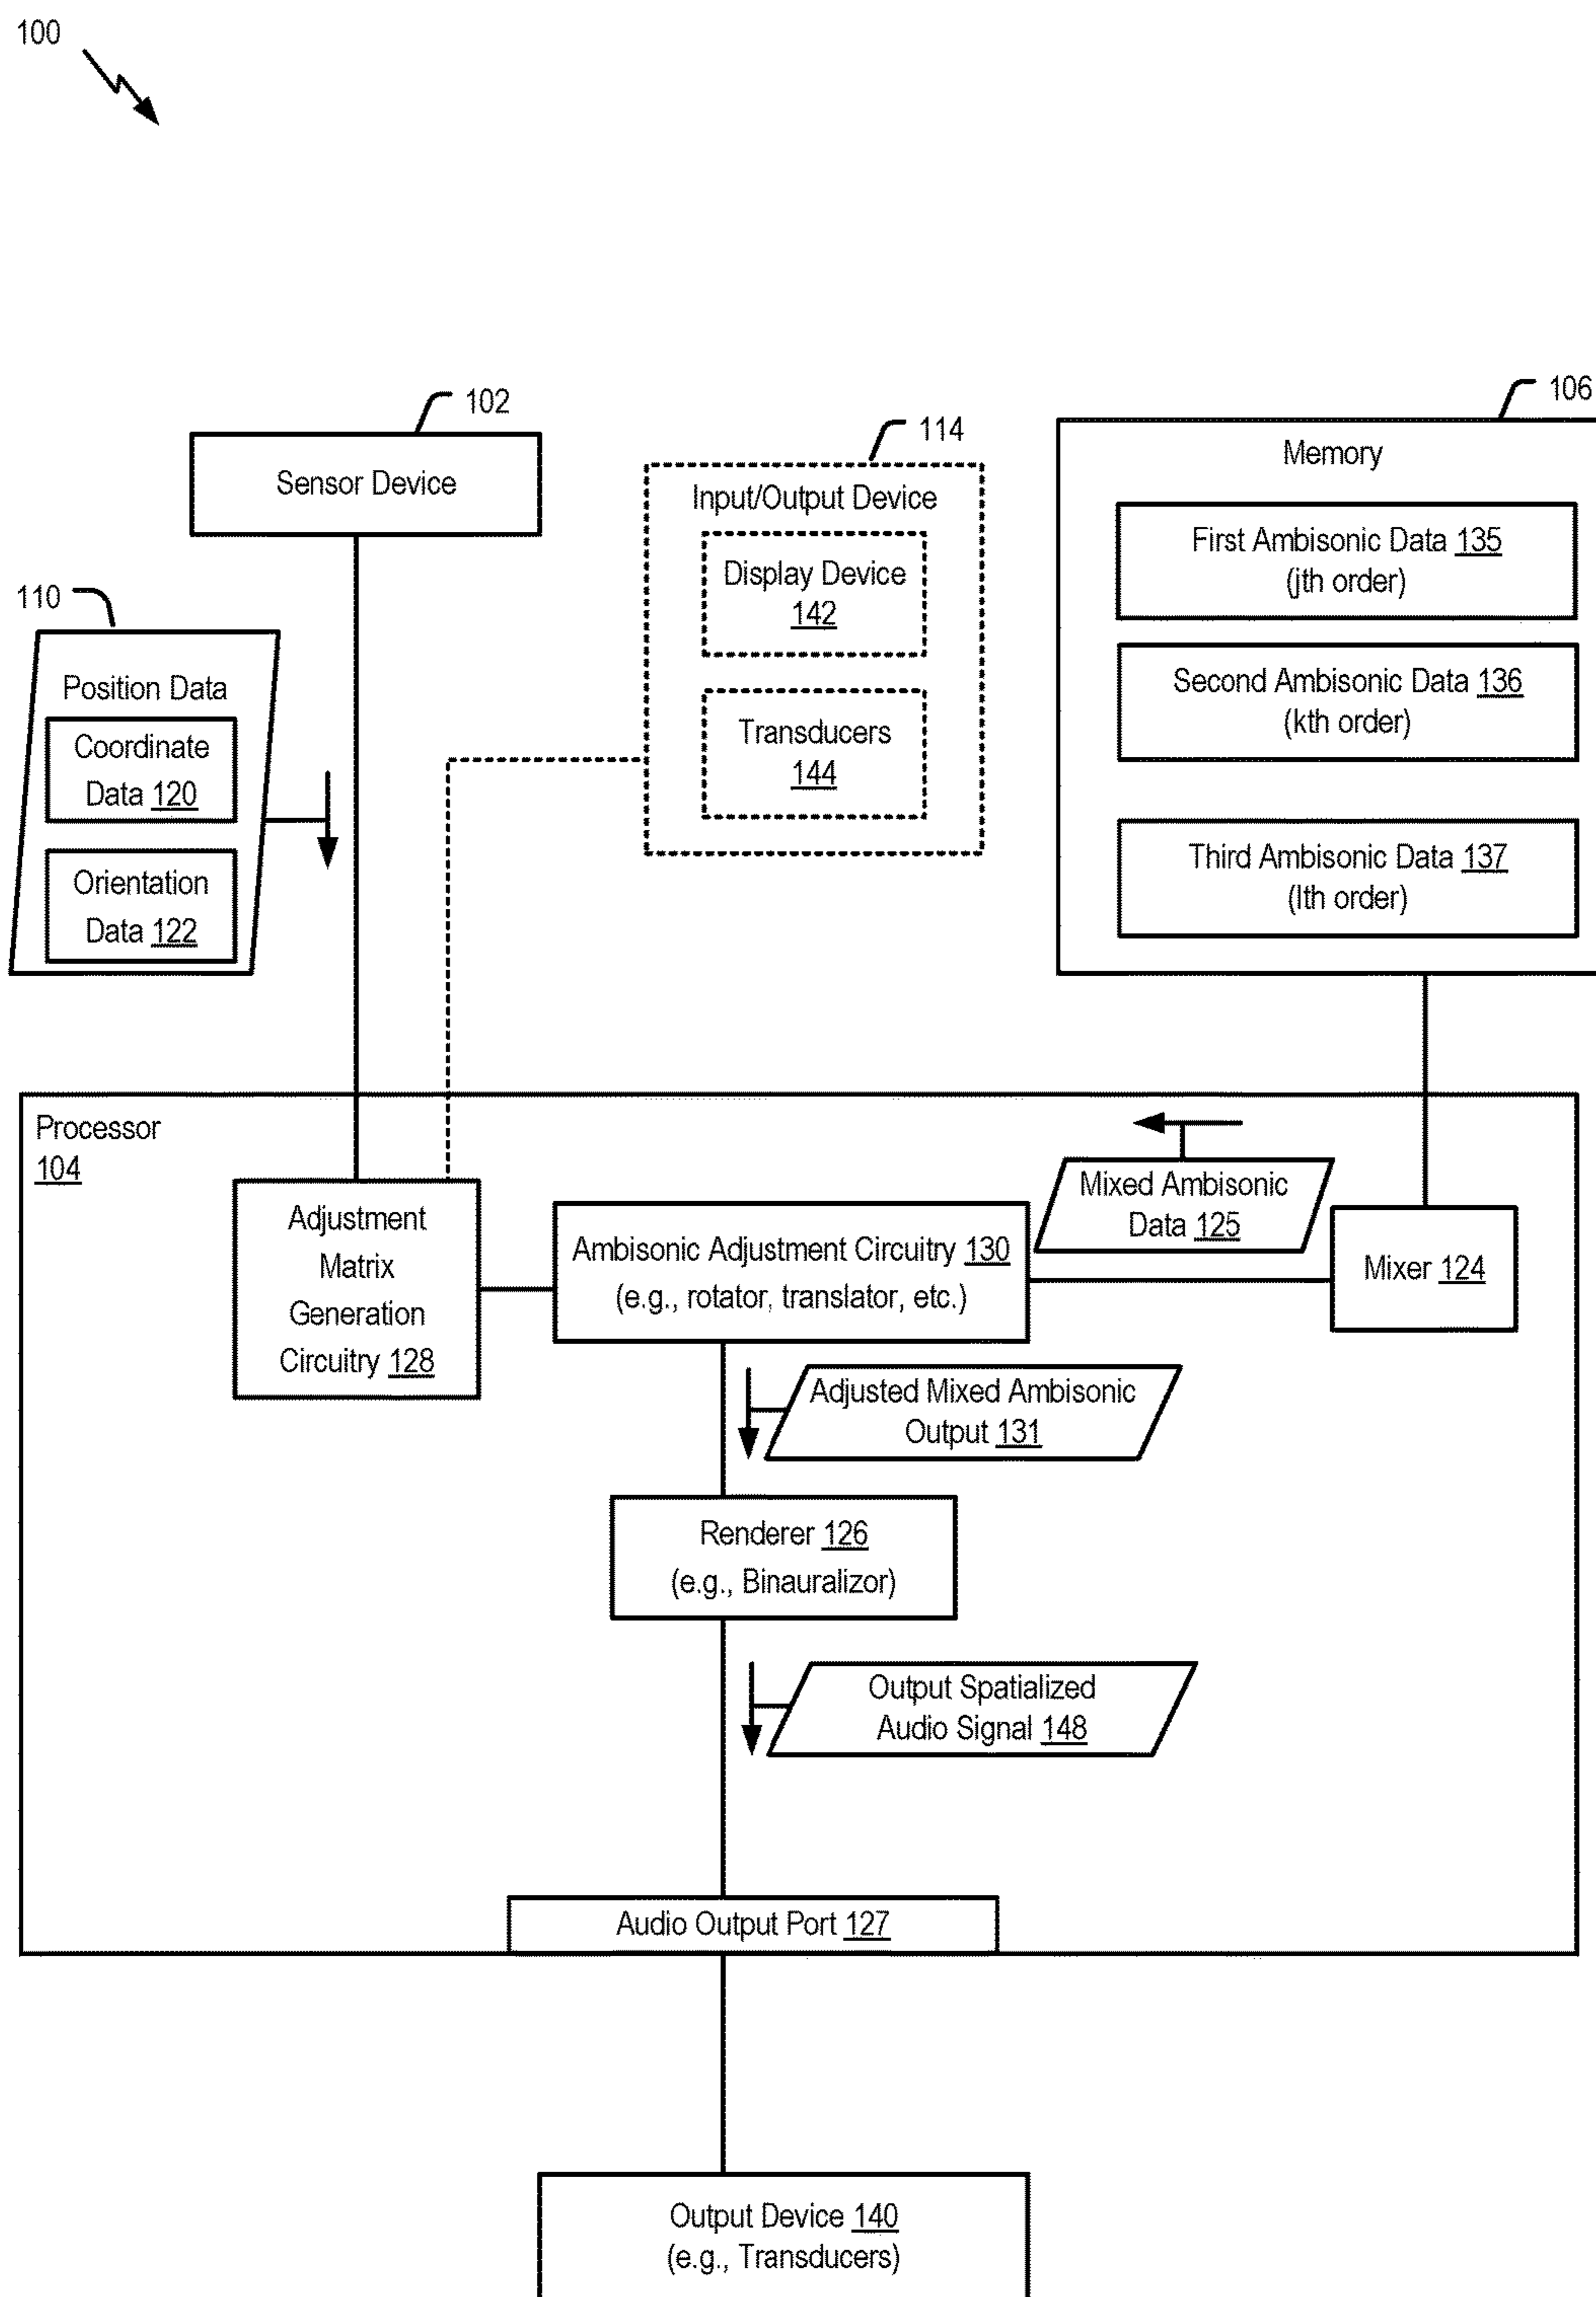 100
102
Sensor Device
114
Input/Output Device
Display Device
142
Transducers
144
106
Memory
First Ambisonic Data 135
(jth order)
Second Ambisonic Data 136
(kth order)
Third Ambisonic Data 137
(lth order)
110
Position Data
Coordinate
Data 120
Orientation
Data 122
Processor
104
Adjustment
Matrix
Generation
Circuitry 128
Ambisonic Adjustment Circuitry 130
(e.g., rotator, translator, etc.)
Mixed Ambisonic
Data 125
Mixer 124
Adjusted Mixed Ambisonic
Output 131
Renderer 126
(e.g., Binauralizor)
Output Spatialized
Audio Signal 148
Audio Output Port 127
Output Device 140
(e.g., Transducers)